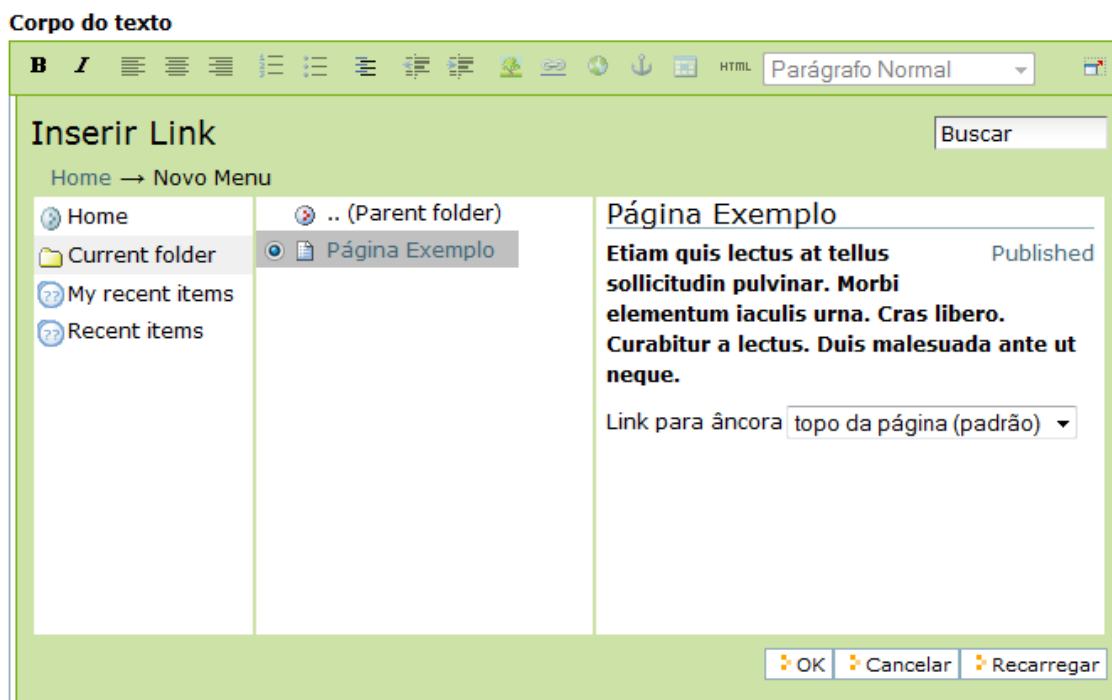 Corpo do texto
B I HTML Parágrafo Normal
Inserir Link
Buscar
Home → Novo Menu
Home
Current folder
My recent items
Recent items
.. (Parent folder)
Página Exemplo
Página Exemplo
Published
Etiam quis lectus at tellus
sollicitudin pulvinar. Morbi
elementum iaculis urna. Cras libero.
Curabitur a lectus. Duis malesuada ante ut
neque.
Link para âncora topo da página (padrão)
OK Cancelar Recarregar